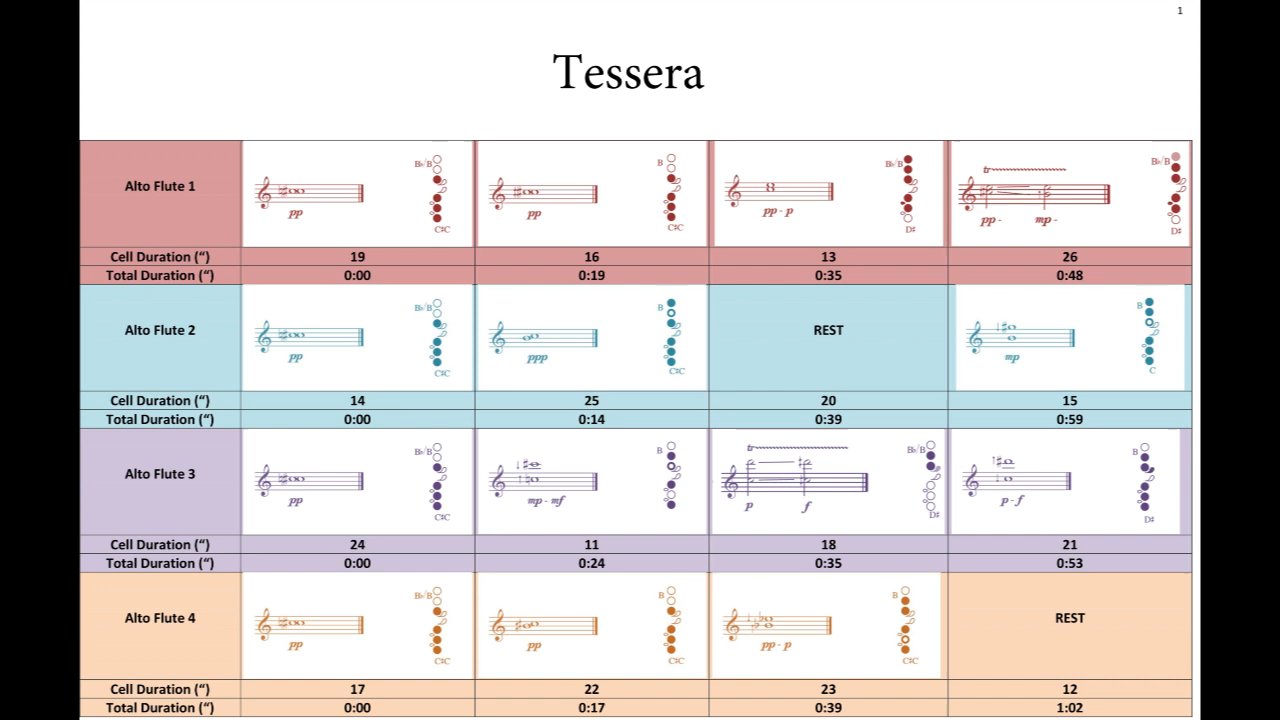 1
Tessera
Alto Flute 1
B♭/B B B♭/B B♭/B
pp pp pp - p pp - mp -
C♯C C♯C D♯ D♯
Cell Duration (“) 19 16 13 26
Total Duration (“) 0:00 0:19 0:35 0:48
Alto Flute 2 REST
B♭/B B B
pp ppp mp
C♯C C♯C C
Cell Duration (“) 14 25 20 15
Total Duration (“) 0:00 0:14 0:39 0:59
Alto Flute 3
B♭/B B B♭/B B
pp mp - mf p f p - f
C♯C D♯ D♯
Cell Duration (“) 24 11 18 21
Total Duration (“) 0:00 0:24 0:35 0:53
Alto Flute 4 REST
B♭/B B B
pp pp pp - p
C♯C C♯C C♯C
Cell Duration (“) 17 22 23 12
Total Duration (“) 0:00 0:17 0:39 1:02